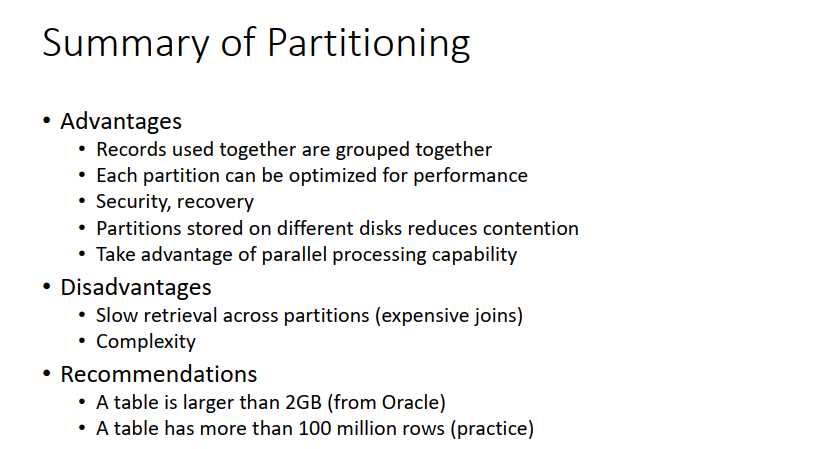 Summary of Partitioning
• Advantages
• Records used together are grouped together
• Each partition can be optimized for performance
• Security, recovery
• Partitions stored on different disks reduces contention
• Take advantage of parallel processing capability
• Disadvantages
• Slow retrieval across partitions (expensive joins)
• Complexity
• Recommendations
• A table is larger than 2GB (from Oracle)
• A table has more than 100 million rows (practice)